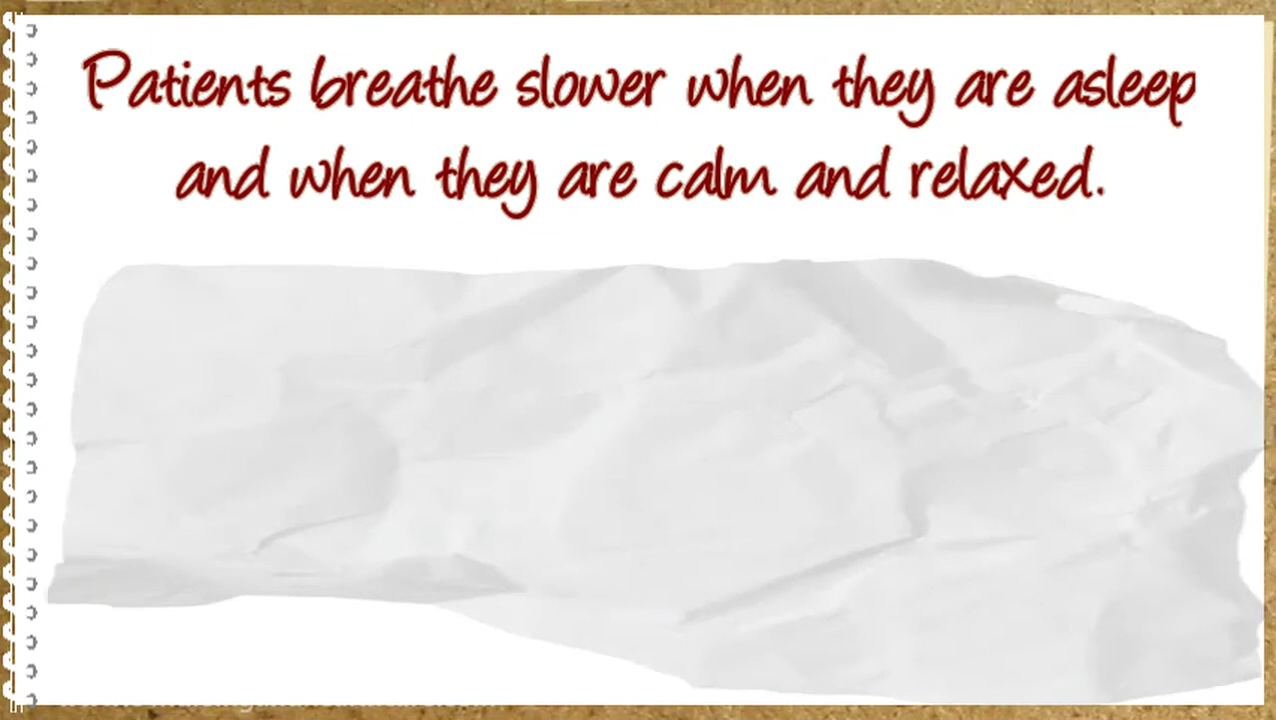 Patients breathe slower when they are asleep
and when they are calm and relaxed.